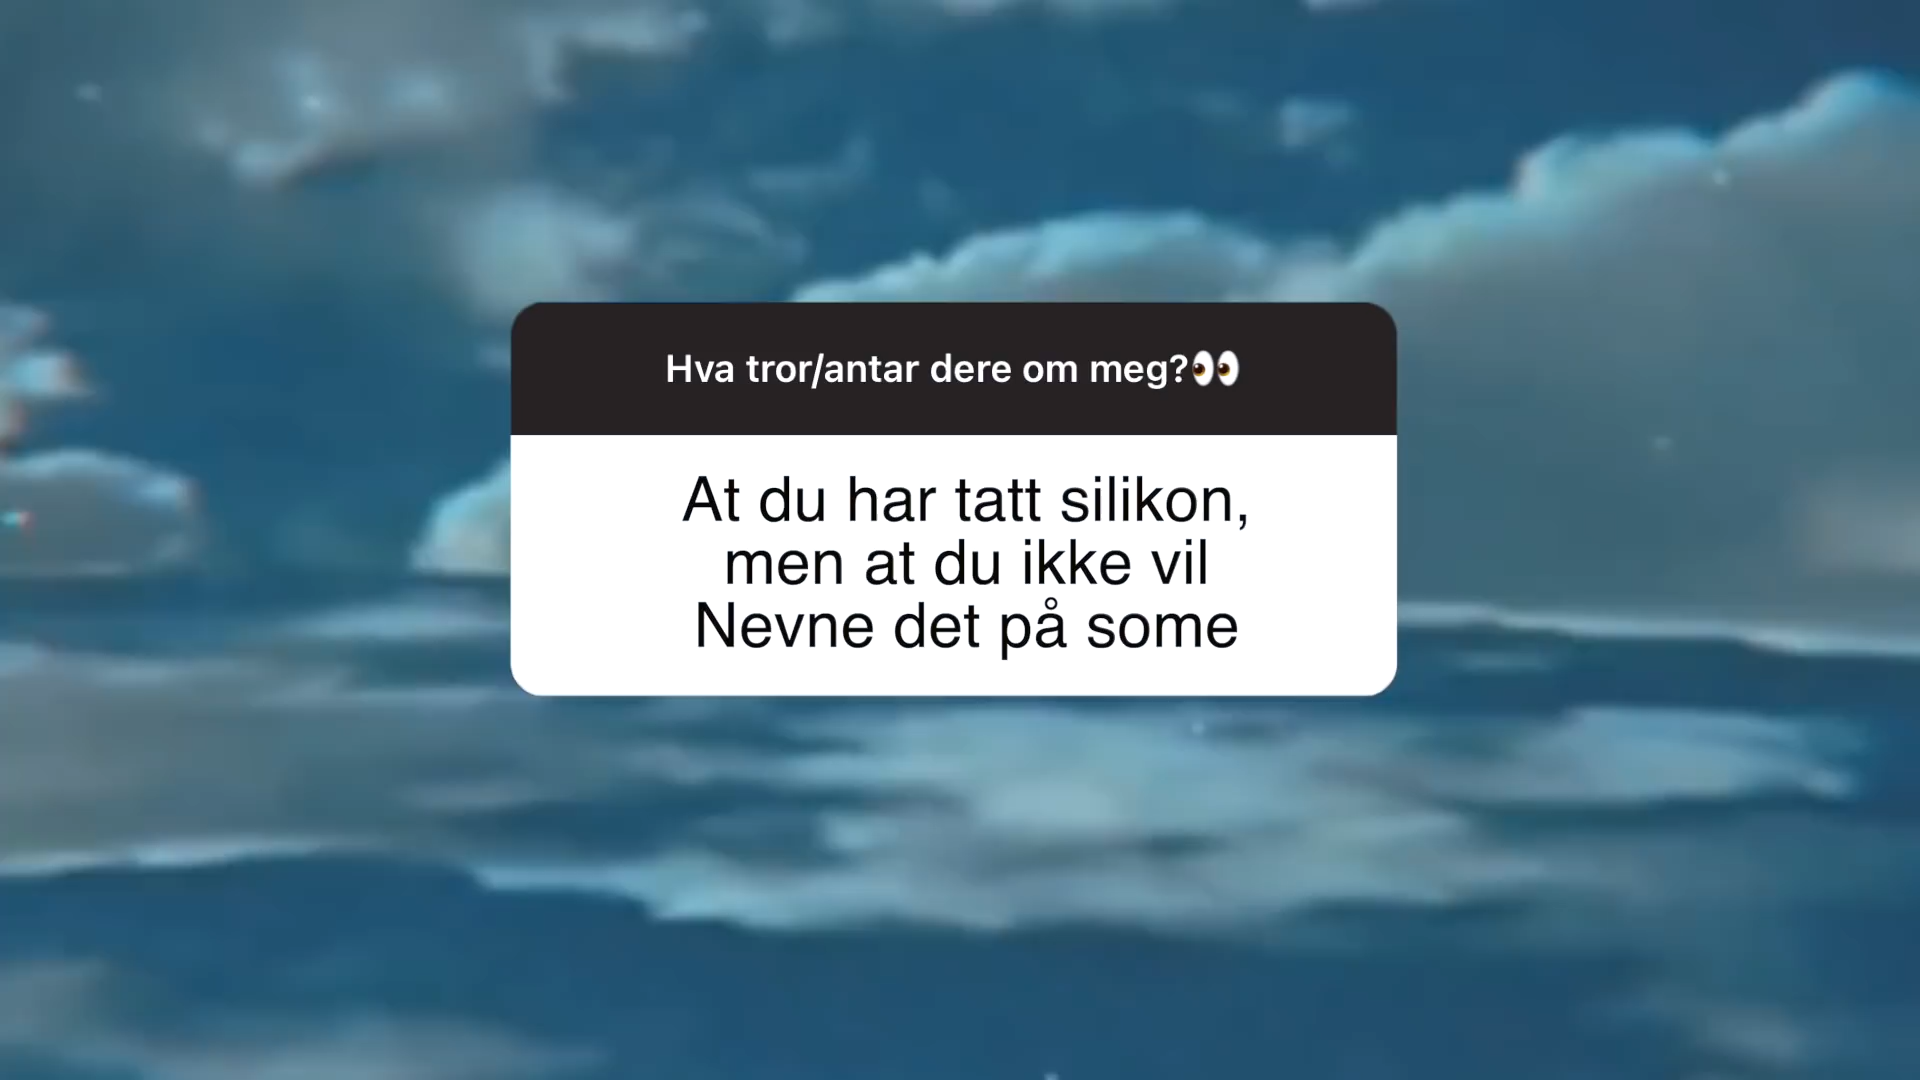 Hva tror/antar dere om meg?👀
At du har tatt silikon,
men at du ikke vil
Nevne det på some